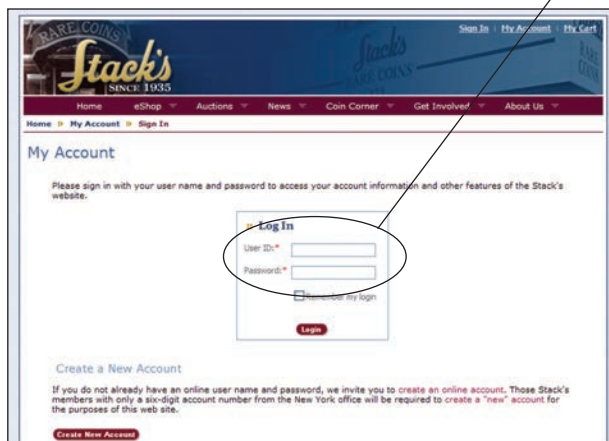 RARE COINS
Stack's
SINCE 1935
Stack's
RARE COINS
RARE
COINS
Sign In | My Account | My Cart
Home eShop Auctions News Coin Corner Get Involved About Us
Home » My Account » Sign In
My Account
Please sign in with your user name and password to access your account information and other features of the Stack's
website.
» Log In
User ID:*
Password:*
Remember my login
Login
Create a New Account
If you do not already have an online user name and password, we invite you to create an online account. Those Stack's
members with only a six-digit account number from the New York office will be required to create a "new" account for
the purposes of this web site.
Create New Account